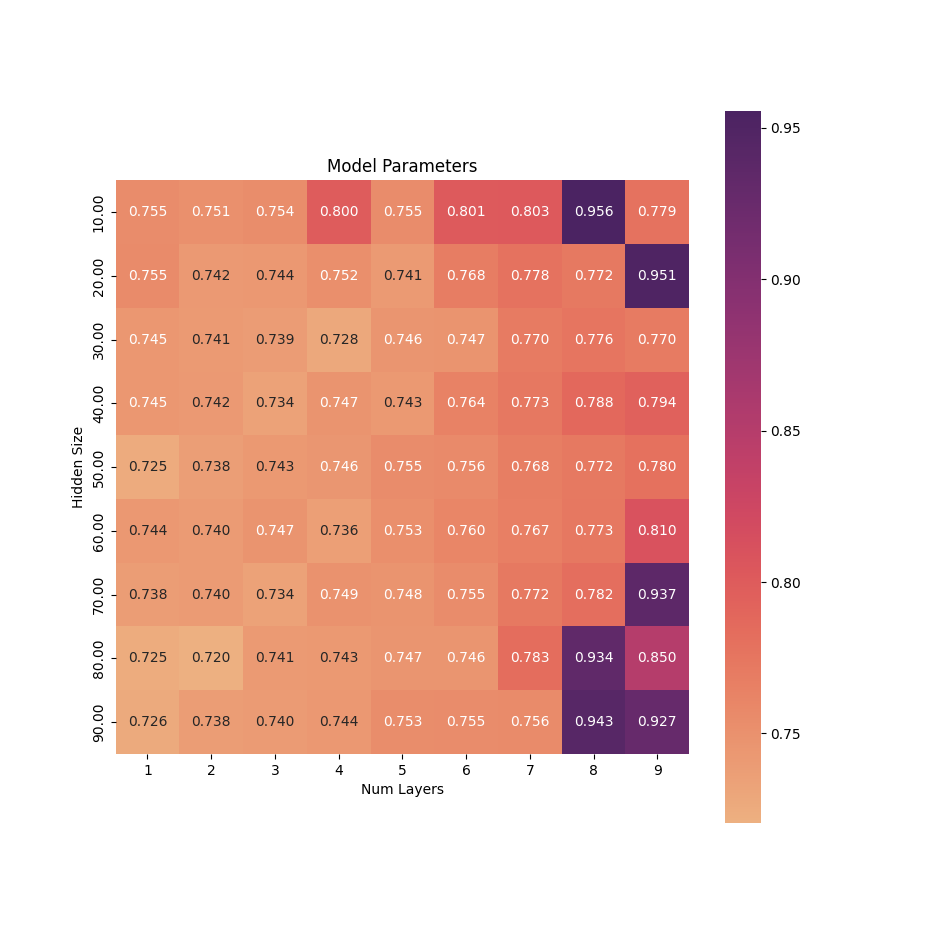 Model Parameters
10.00 0.755 0.751 0.754 0.800 0.755 0.801 0.803 0.956 0.779
20.00 0.755 0.742 0.744 0.752 0.741 0.768 0.778 0.772 0.951
30.00 0.745 0.741 0.739 0.728 0.746 0.747 0.770 0.776 0.770
40.00 0.745 0.742 0.734 0.747 0.743 0.764 0.773 0.788 0.794
50.00 0.725 0.738 0.743 0.746 0.755 0.756 0.768 0.772 0.780
60.00 0.744 0.740 0.747 0.736 0.753 0.760 0.767 0.773 0.810
70.00 0.738 0.740 0.734 0.749 0.748 0.755 0.772 0.782 0.937
80.00 0.725 0.720 0.741 0.743 0.747 0.746 0.783 0.934 0.850
90.00 0.726 0.738 0.740 0.744 0.753 0.755 0.756 0.943 0.927
1 2 3 4 5 6 7 8 9
Num Layers
Hidden Size
0.95
0.90
0.85
0.80
0.75